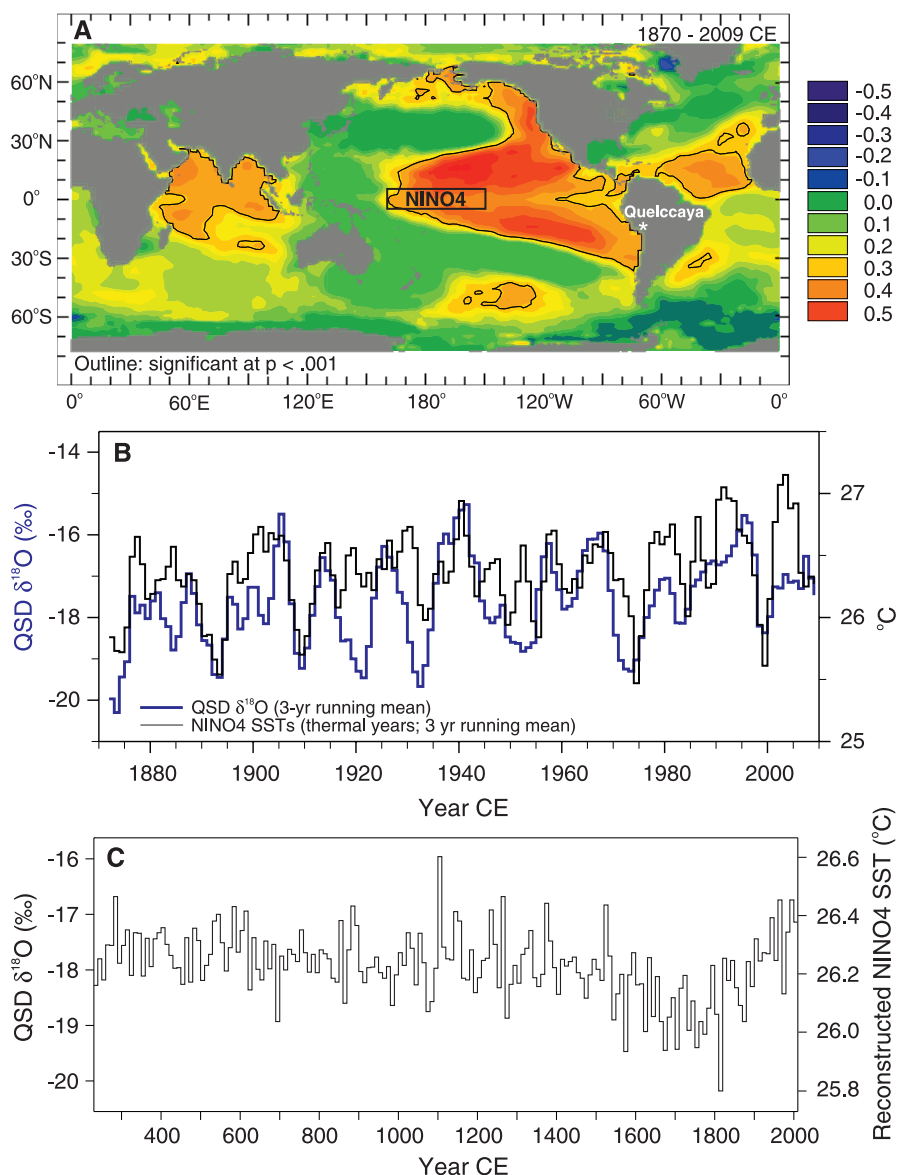 A
1870 - 2009 CE
60°N
30°N
0°
30°S
60°S
NINO4
Quelccaya
*
Outline: significant at p < .001
0°
60°E
120°E
180°
120°W
60°W
0°
-0.5
-0.4
-0.3
-0.2
-0.1
0.0
0.1
0.2
0.3
0.4
0.5
B
QSD δ¹⁸O (‰)
-14
-16
-18
-20
27
26
25
°C
QSD δ¹⁸O (3-yr running mean)
NINO4 SSTs (thermal years; 3 yr running mean)
1880
1900
1920
1940
1960
1980
2000
Year CE
C
QSD δ¹⁸O (‰)
-16
-17
-18
-19
-20
26.6
26.4
26.2
26.0
25.8
Reconstructed NINO4 SST (°C)
400
600
800
1000
1200
1400
1600
1800
2000
Year CE